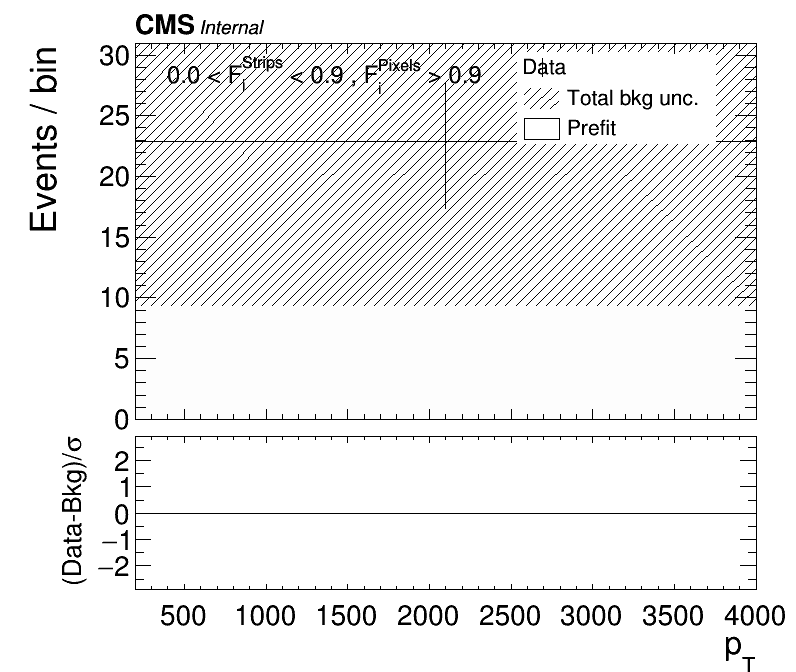 CMS Internal
Events / bin
30
25
20
15
10
5
0
0.0 < F_i^Strips < 0.9 , F_i^Pixels > 0.9
Data
Total bkg unc.
Prefit
(Data-Bkg)/σ
2
1
0
−1
−2
500 1000 1500 2000 2500 3000 3500 4000
p_T